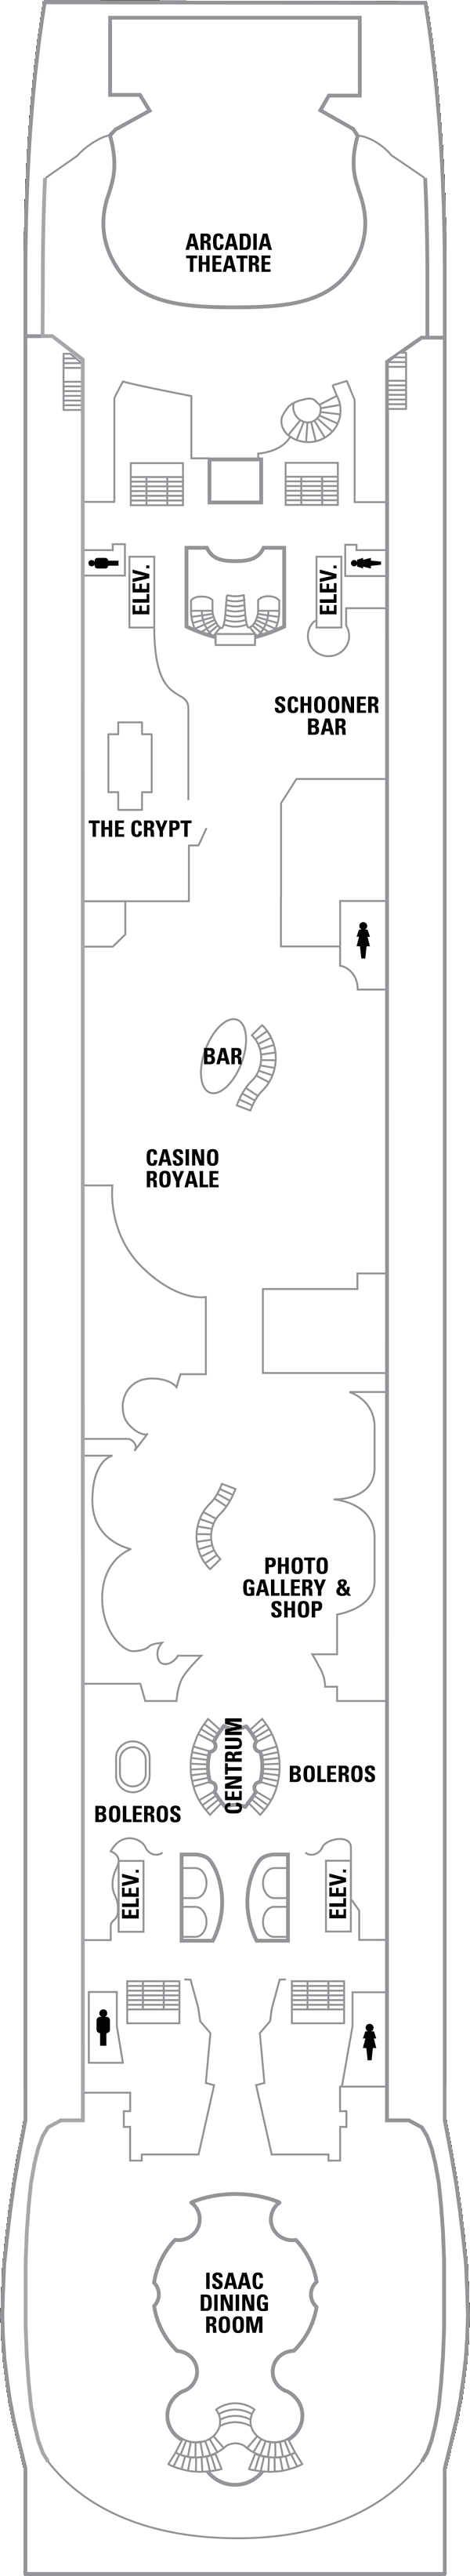 ARCADIA
THEATRE
ELEV.
ELEV.
SCHOONER
BAR
THE CRYPT
BAR
CASINO
ROYALE
PHOTO
GALLERY &
SHOP
CENTRUM
BOLEROS
BOLEROS
ELEV.
ELEV.
ISAAC
DINING
ROOM